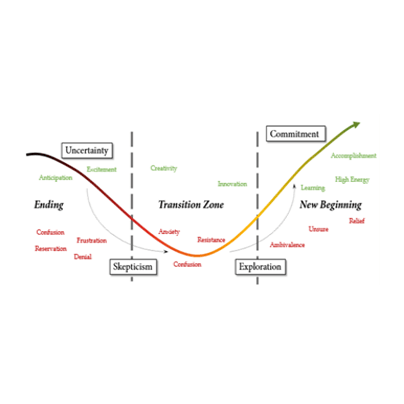 Commitment
Uncertainty
Accomplishment
Excitement
Creativity
Anticipation
High Energy
Innovation
Learning
Ending
Transition Zone
New Beginning
Relief
Confusion
Anxiety
Unsure
Frustration
Resistance
Reservation
Ambivalence
Denial
Skepticism
Confusion
Exploration